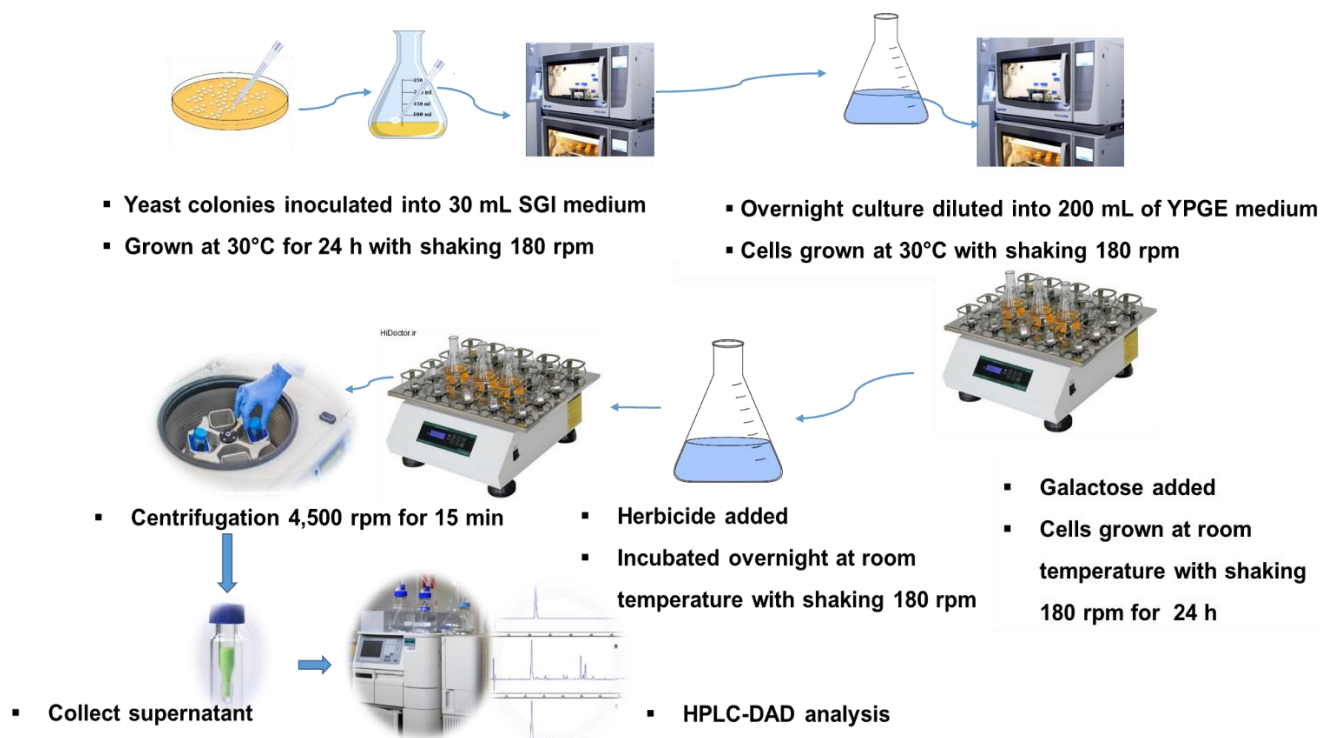 ▪ Yeast colonies inoculated into 30 mL SGI medium
▪ Grown at 30°C for 24 h with shaking 180 rpm
▪ Overnight culture diluted into 200 mL of YPGE medium
▪ Cells grown at 30°C with shaking 180 rpm
▪ Galactose added
▪ Cells grown at room
temperature with shaking
180 rpm for 24 h
▪ Herbicide added
▪ Incubated overnight at room
temperature with shaking 180 rpm
HiDoctor.ir
▪ Centrifugation 4,500 rpm for 15 min
▪ Collect supernatant
▪ HPLC-DAD analysis